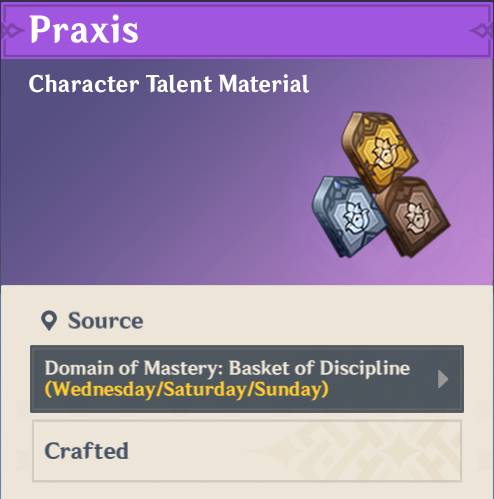 Praxis
Character Talent Material
Source
Domain of Mastery: Basket of Discipline
(Wednesday/Saturday/Sunday)
Crafted